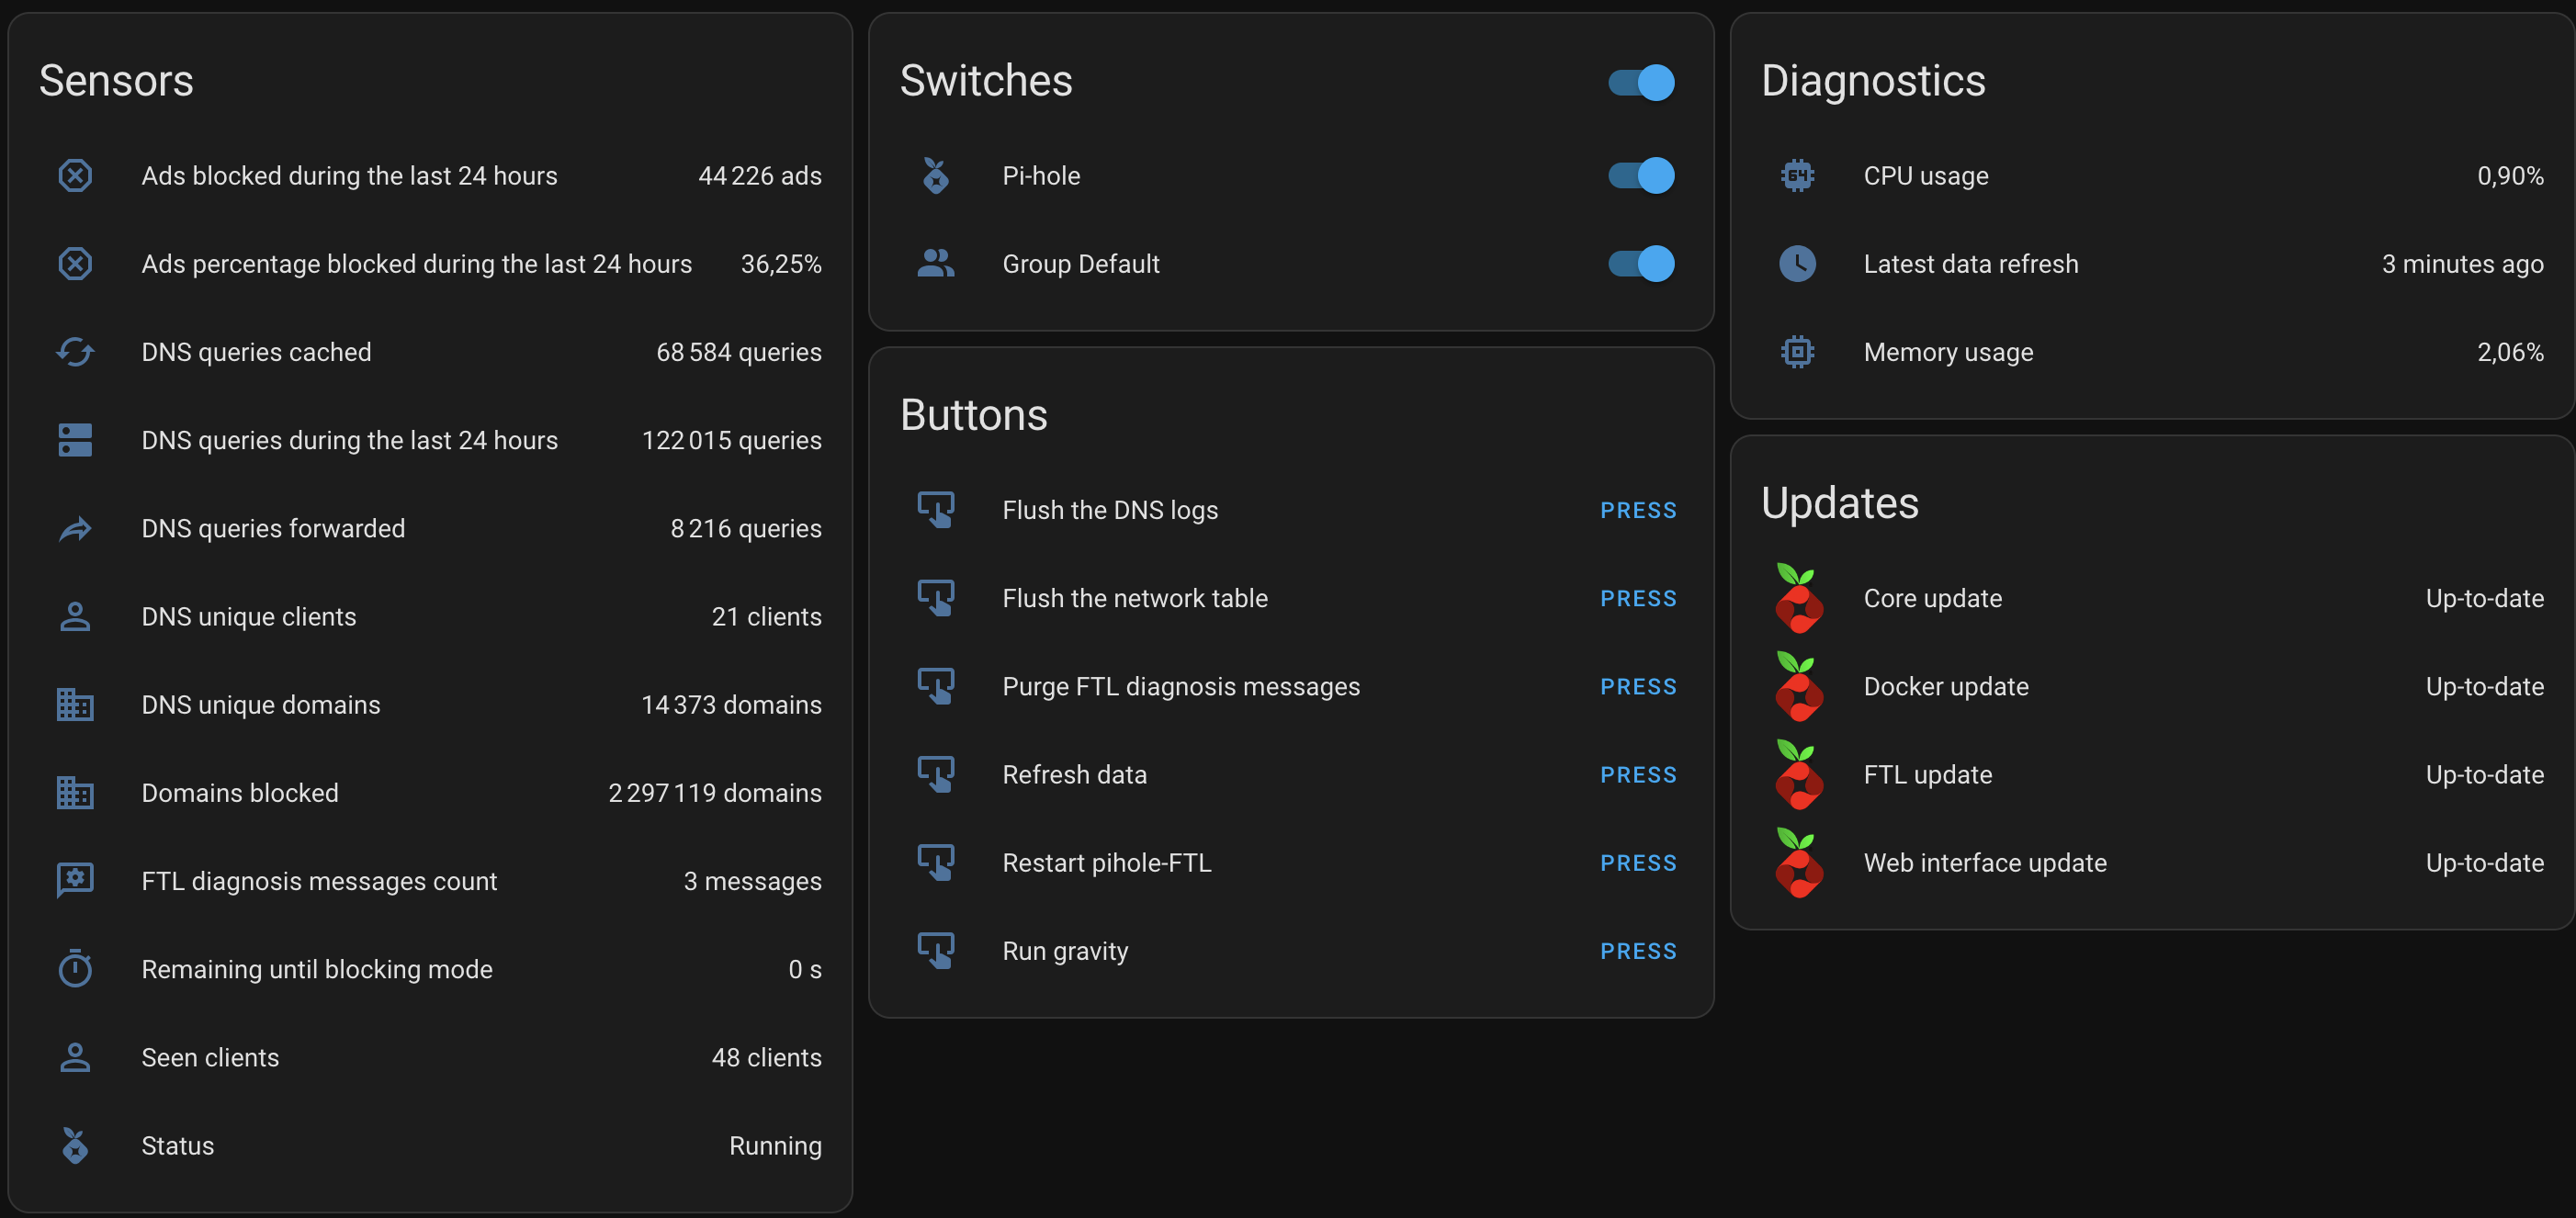 Sensors
Ads blocked during the last 24 hours 44 226 ads
Ads percentage blocked during the last 24 hours 36,25%
DNS queries cached 68 584 queries
DNS queries during the last 24 hours 122 015 queries
DNS queries forwarded 8 216 queries
DNS unique clients 21 clients
DNS unique domains 14 373 domains
Domains blocked 2 297 119 domains
FTL diagnosis messages count 3 messages
Remaining until blocking mode 0 s
Seen clients 48 clients
Status Running
Switches
Pi-hole
Group Default
Buttons
Flush the DNS logs PRESS
Flush the network table PRESS
Purge FTL diagnosis messages PRESS
Refresh data PRESS
Restart pihole-FTL PRESS
Run gravity PRESS
Diagnostics
64 CPU usage 0,90%
Latest data refresh 3 minutes ago
Memory usage 2,06%
Updates
Core update Up-to-date
Docker update Up-to-date
FTL update Up-to-date
Web interface update Up-to-date